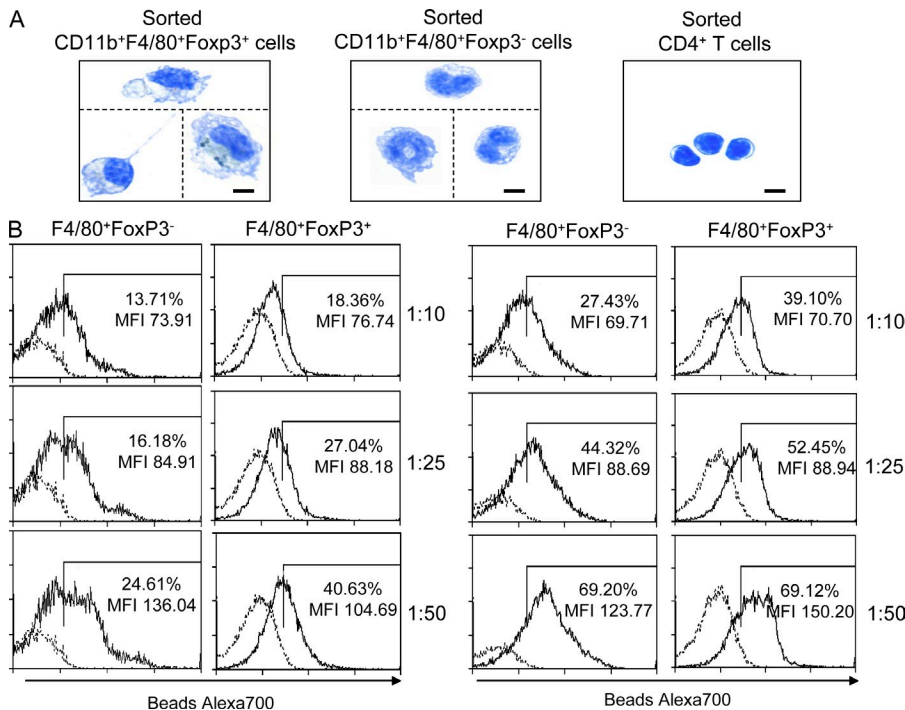 A
Sorted
CD11b⁺F4/80⁺Foxp3⁺ cells
Sorted
CD11b⁺F4/80⁺Foxp3⁻ cells
Sorted
CD4⁺ T cells
B
F4/80⁺FoxP3⁻
F4/80⁺FoxP3⁺
F4/80⁺FoxP3⁻
F4/80⁺FoxP3⁺
13.71%
MFI 73.91
18.36%
MFI 76.74
1:10
27.43%
MFI 69.71
39.10%
MFI 70.70
1:10
16.18%
MFI 84.91
27.04%
MFI 88.18
1:25
44.32%
MFI 88.69
52.45%
MFI 88.94
1:25
24.61%
MFI 136.04
40.63%
MFI 104.69
1:50
69.20%
MFI 123.77
69.12%
MFI 150.20
1:50
Beads Alexa700
Beads Alexa700